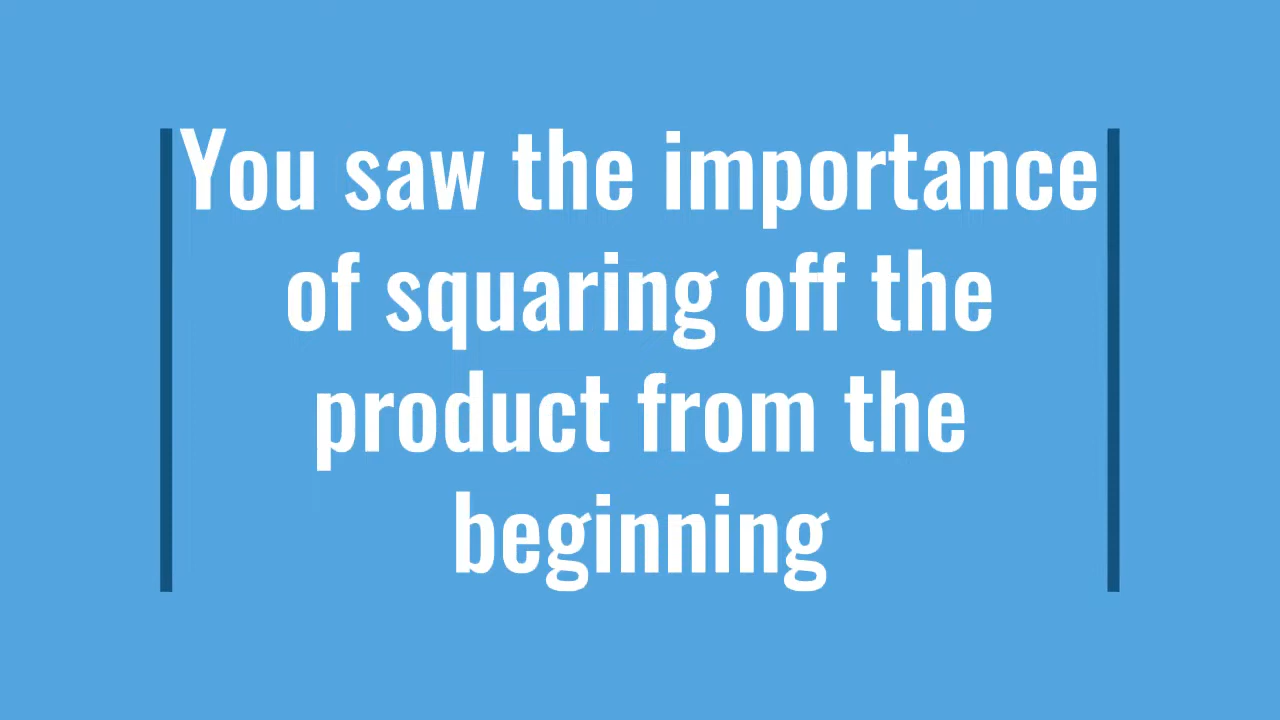 You saw the importance
of squaring off the
product from the
beginning